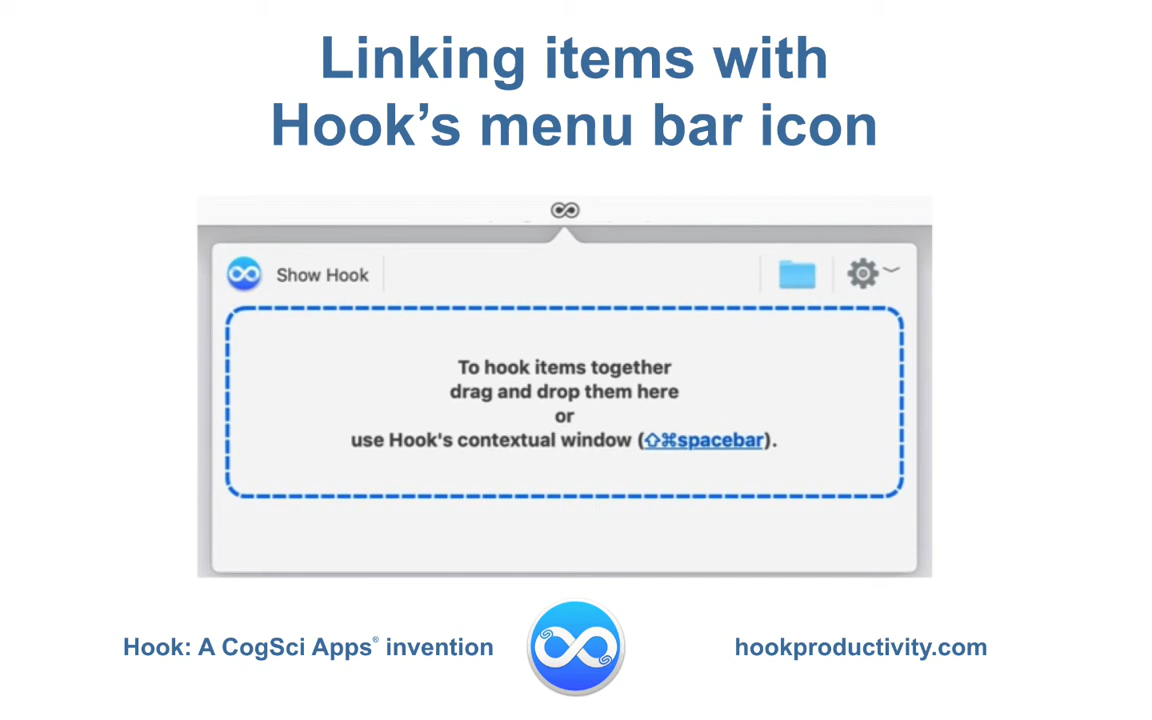 Linking items with
Hook’s menu bar icon
Show Hook
To hook items together
drag and drop them here
or
use Hook's contextual window (⇧⌘spacebar).
Hook: A CogSci Apps® invention
hookproductivity.com